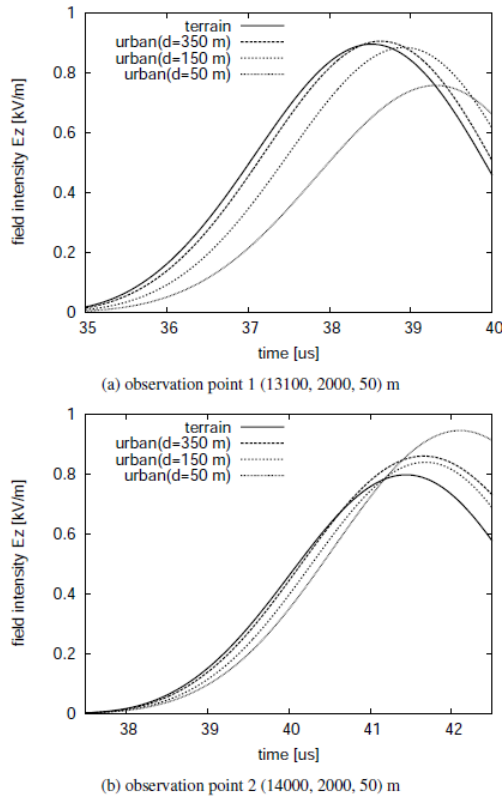 terrain
urban(d=350 m)
urban(d=150 m)
urban(d=50 m)
1
0.8
0.6
0.4
0.2
0
field intensity Ez [kV/m]
35 36 37 38 39 40
time [us]
(a) observation point 1 (13100, 2000, 50) m
terrain
urban(d=350 m)
urban(d=150 m)
urban(d=50 m)
1
0.8
0.6
0.4
0.2
0
field intensity Ez [kV/m]
38 39 40 41 42
time [us]
(b) observation point 2 (14000, 2000, 50) m